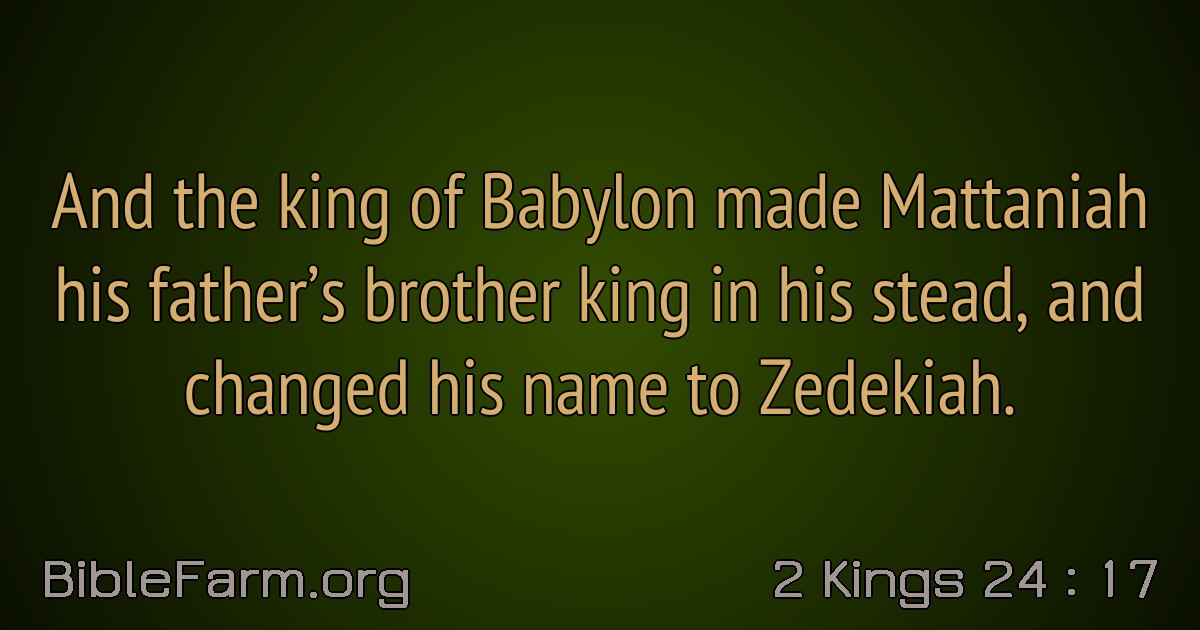 And the king of Babylon made Mattaniah
his father’s brother king in his stead, and
changed his name to Zedekiah.
BibleFarm.org
2 Kings 24 : 17